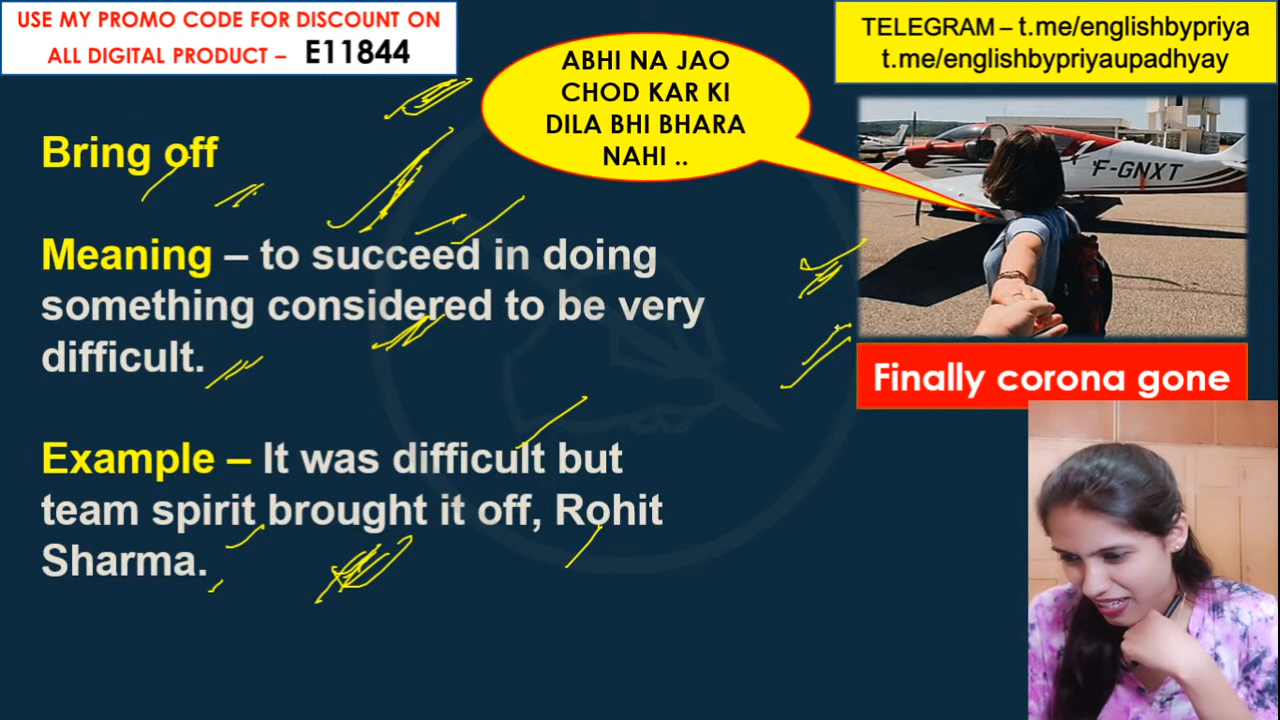 USE MY PROMO CODE FOR DISCOUNT ON
ALL DIGITAL PRODUCT – E11844
TELEGRAM – t.me/englishbypriya
t.me/englishbypriyaupadhyay
ABHI NA JAO
CHOD KAR KI
DILA BHI BHARA
NAHI ..
F-GNXT
Finally corona gone
Bring off
Meaning – to succeed in doing
something considered to be very
difficult.
Example – It was difficult but
team spirit brought it off, Rohit
Sharma.